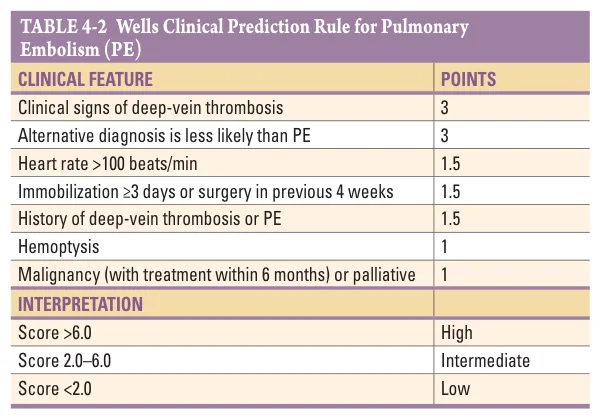 TABLE 4-2 Wells Clinical Prediction Rule for Pulmonary
Embolism (PE)
CLINICAL FEATURE POINTS
Clinical signs of deep-vein thrombosis 3
Alternative diagnosis is less likely than PE 3
Heart rate >100 beats/min 1.5
Immobilization ≥3 days or surgery in previous 4 weeks 1.5
History of deep-vein thrombosis or PE 1.5
Hemoptysis 1
Malignancy (with treatment within 6 months) or palliative 1
INTERPRETATION
Score >6.0 High
Score 2.0–6.0 Intermediate
Score <2.0 Low